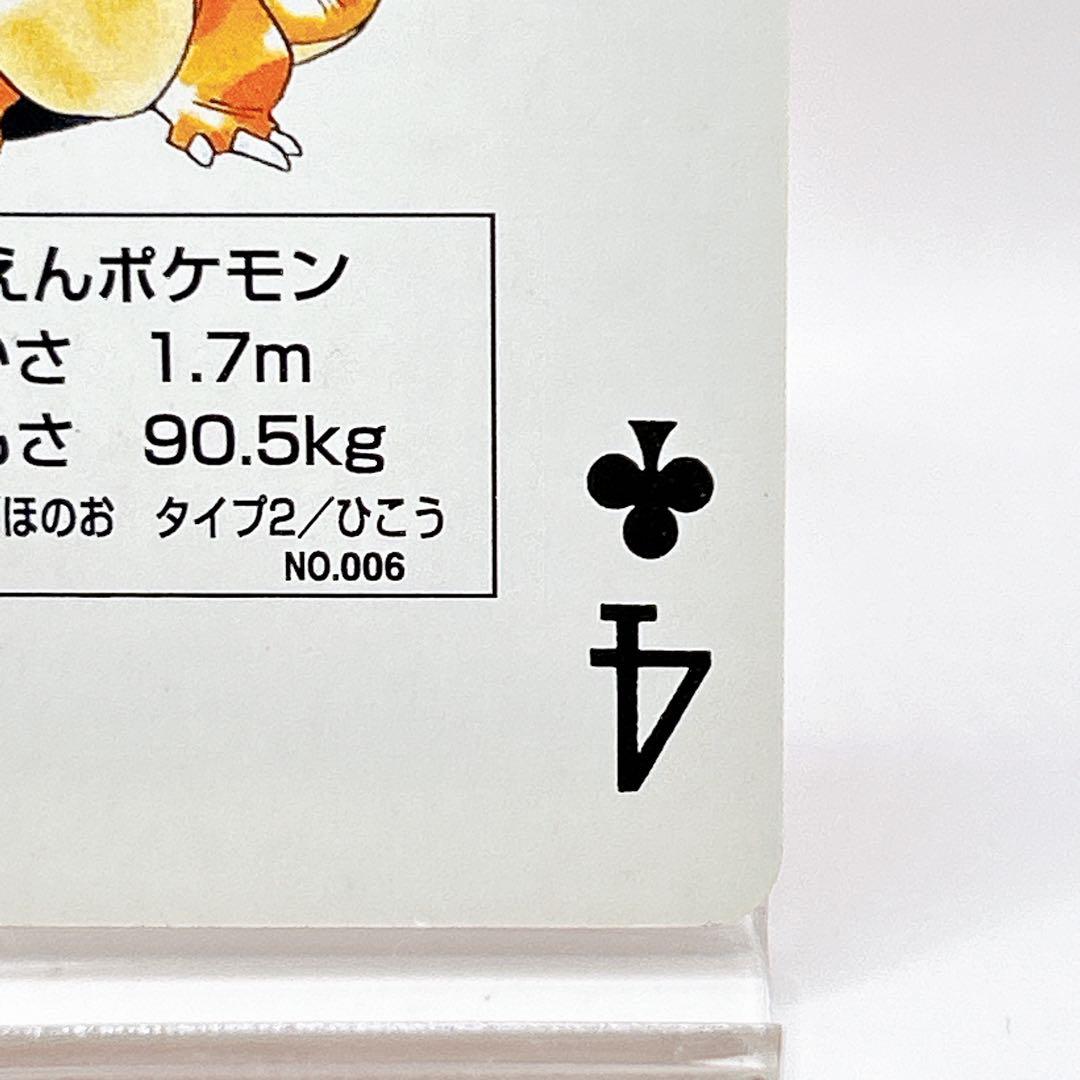 えんポケモン
さ 1.7m
さ 90.5kg
/ほのお タイプ2/ひこう
NO.006
4